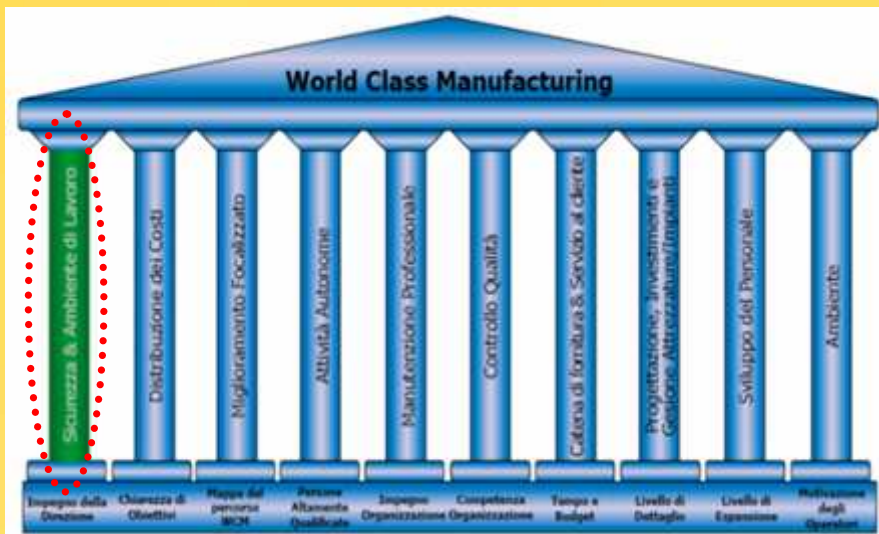 World Class Manufacturing
Sicurezza & Ambiente di Lavoro
Distribuzione dei Costi
Miglioramento Focalizzato
Attività Autonome
Manutenzione Professionale
Controllo Qualità
Catena di fornitura & Servizio al cliente
Progettazione, Investimenti e
Gesione Attrezzature/Impianti
Sviluppo del Personale
Ambiente
Impegno della
Direzione
Chiarezza di
Obiettivi
Mappe del
percorso
WCM
Persone
Altamente
Qualificate
Impegno
Organizzazione
Competenza
Organizzazione
Tempo e
Budget
Livello di
Dettaglio
Livello di
Espansione
Motivazione
degli
Operatori